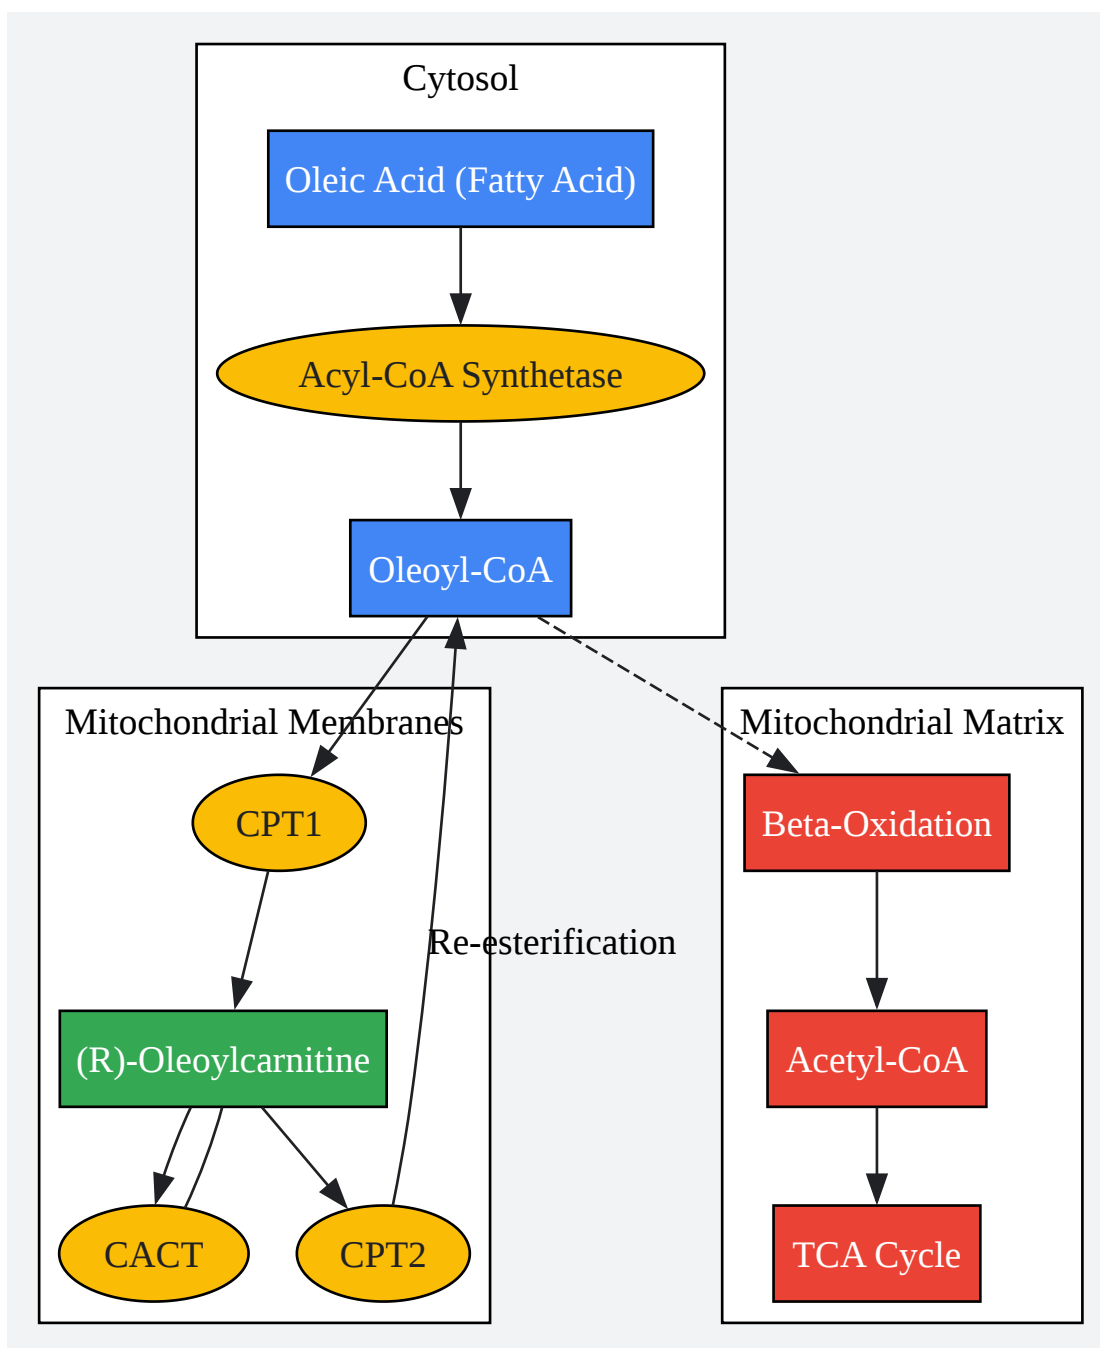 Cytosol
Oleic Acid (Fatty Acid)
Acyl-CoA Synthetase
Oleoyl-CoA
Mitochondrial Membranes
CPT1
Re-esterification
(R)-Oleoylcarnitine
CACT
CPT2
Mitochondrial Matrix
Beta-Oxidation
Acetyl-CoA
TCA Cycle